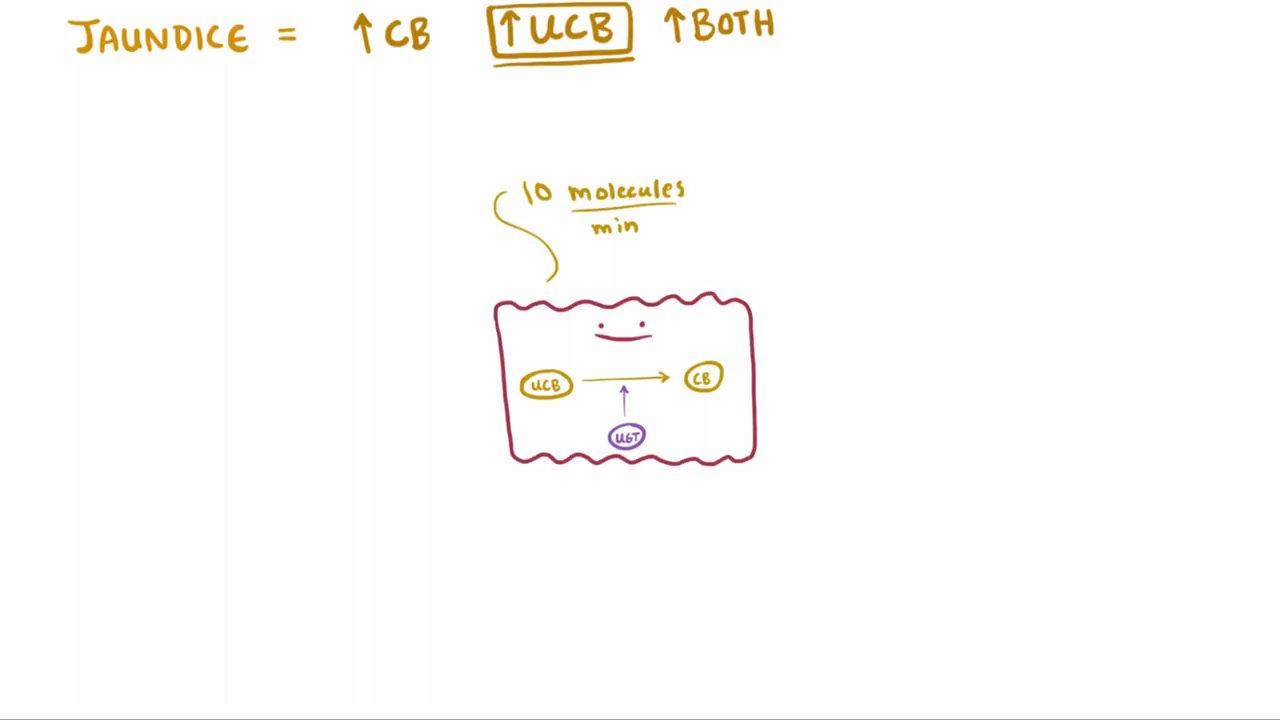 JAUNDICE = ↑CB ↑UCB ↑BOTH
10 molecules
min
UCB → CB
UGT